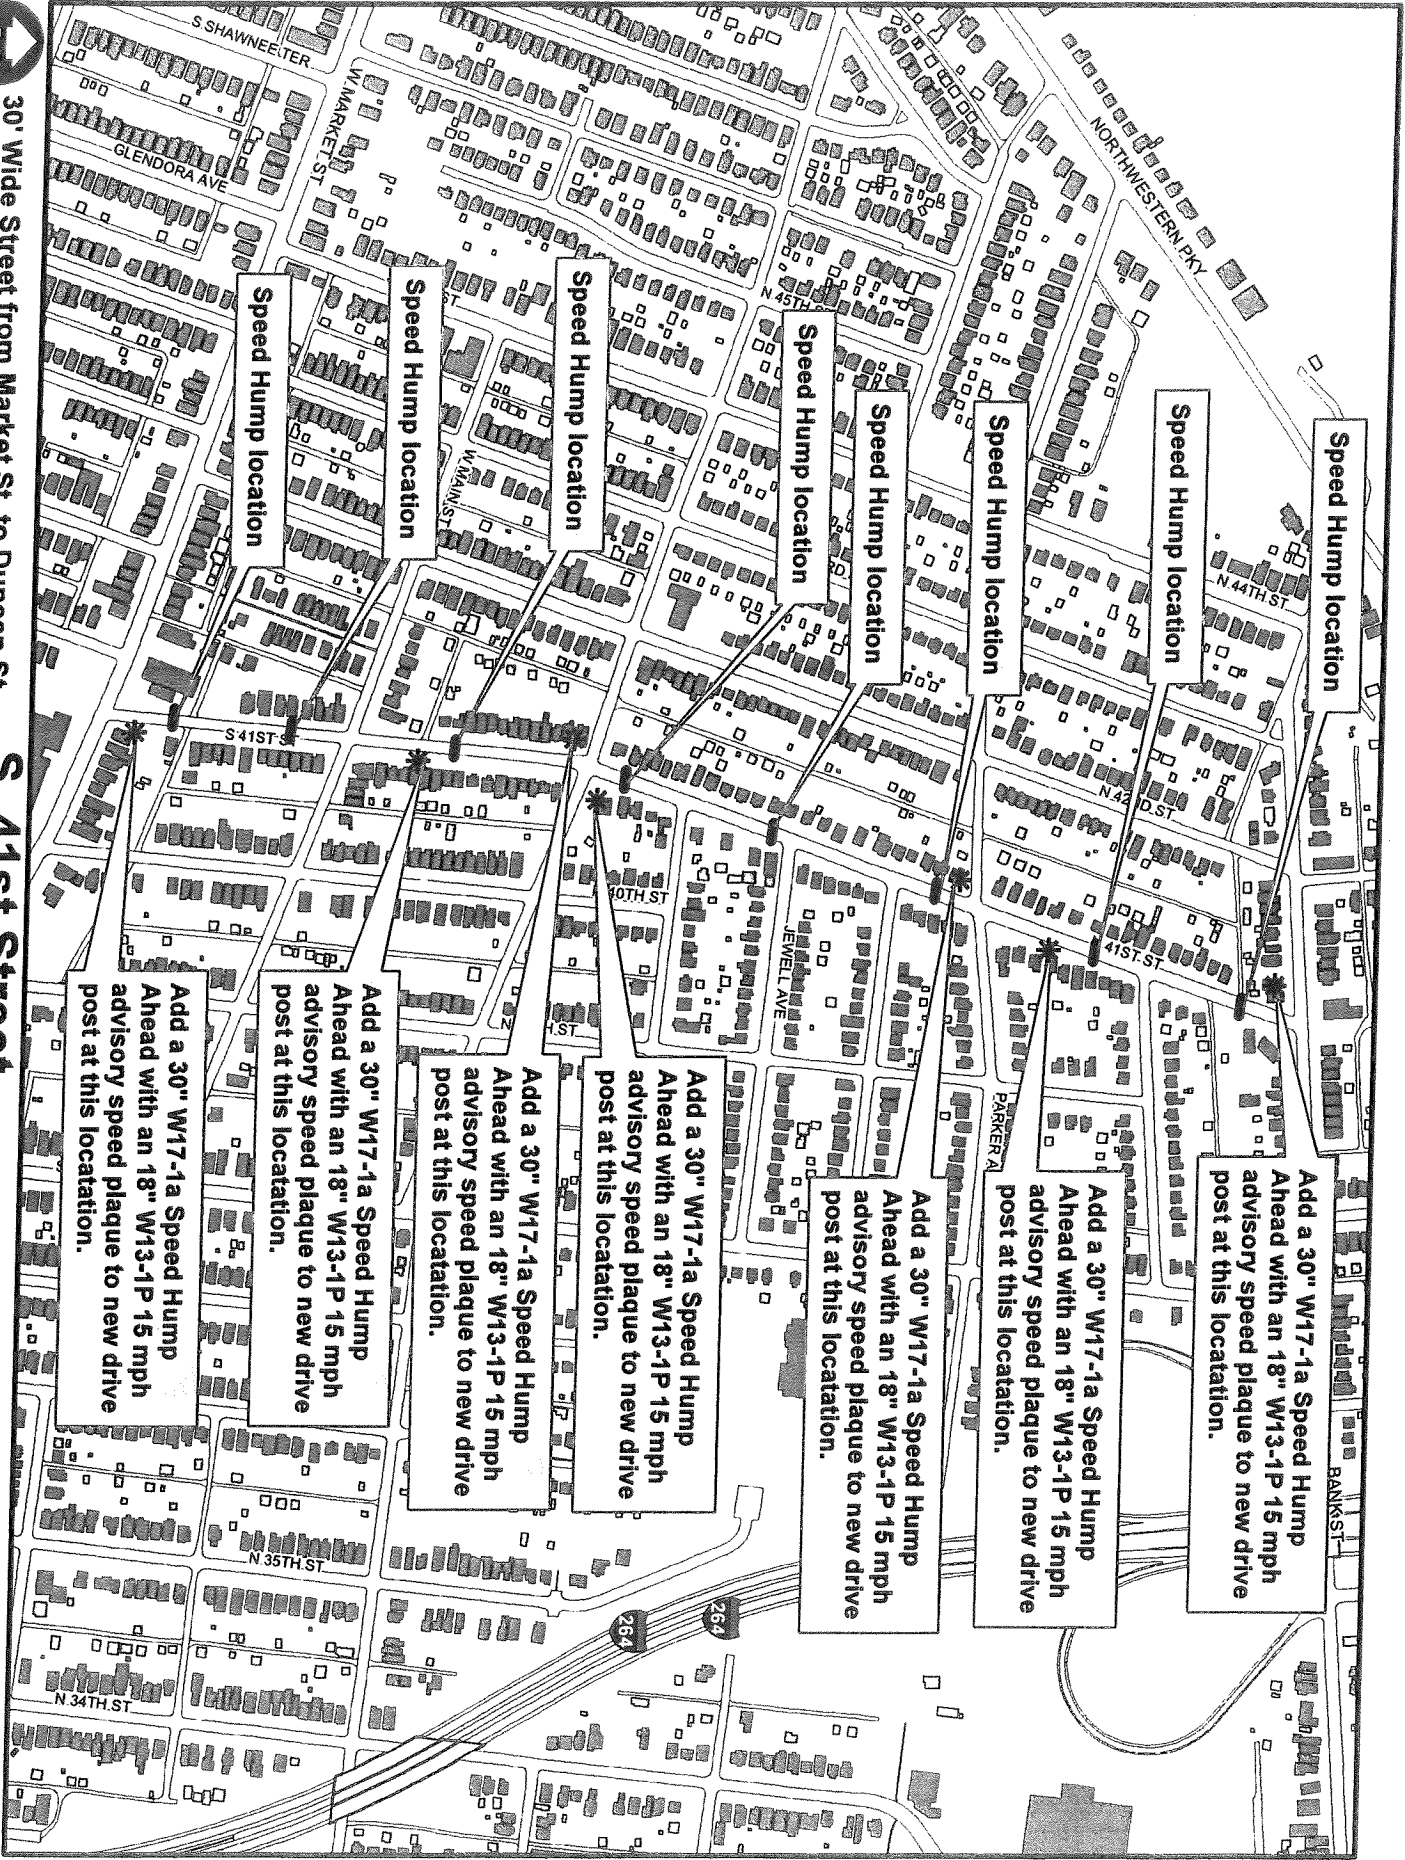 S SHAWNEE TER
W. MARKET ST
GLENDORA AVE
NORTHWESTERN PKY
N 45TH
ST
W. MAIN ST
RD
N. 44TH ST
N. 42ND ST
41ST ST
S 41ST ST
40TH ST
JEWELL AVE
PARKER A
N
H.ST
BANK ST
N 35TH ST
N 34TH ST
264
264
Speed Hump location
Speed Hump location
Speed Hump location
Speed Hump location
Speed Hump location
Speed Hump location
Speed Hump location
Speed Hump location
Add a 30" W17-1a Speed Hump
Ahead with an 18" W13-1P 15 mph
advisory speed plaque to new drive
post at this locatation.
Add a 30" W17-1a Speed Hump
Ahead with an 18" W13-1P 15 mph
advisory speed plaque to new drive
post at this locatation.
Add a 30" W17-1a Speed Hump
Ahead with an 18" W13-1P 15 mph
advisory speed plaque to new drive
post at this locatation.
Add a 30" W17-1a Speed Hump
Ahead with an 18" W13-1P 15 mph
advisory speed plaque to new drive
post at this locatation.
Add a 30" W17-1a Speed Hump
Ahead with an 18" W13-1P 15 mph
advisory speed plaque to new drive
post at this locatation.
Add a 30" W17-1a Speed Hump
Ahead with an 18" W13-1P 15 mph
advisory speed plaque to new drive
post at this locatation.
Add a 30" W17-1a Speed Hump
Ahead with an 18" W13-1P 15 mph
advisory speed plaque to new drive
post at this locatation.
S 41st Street
30' Wide Street from Market St. to Duncan St.